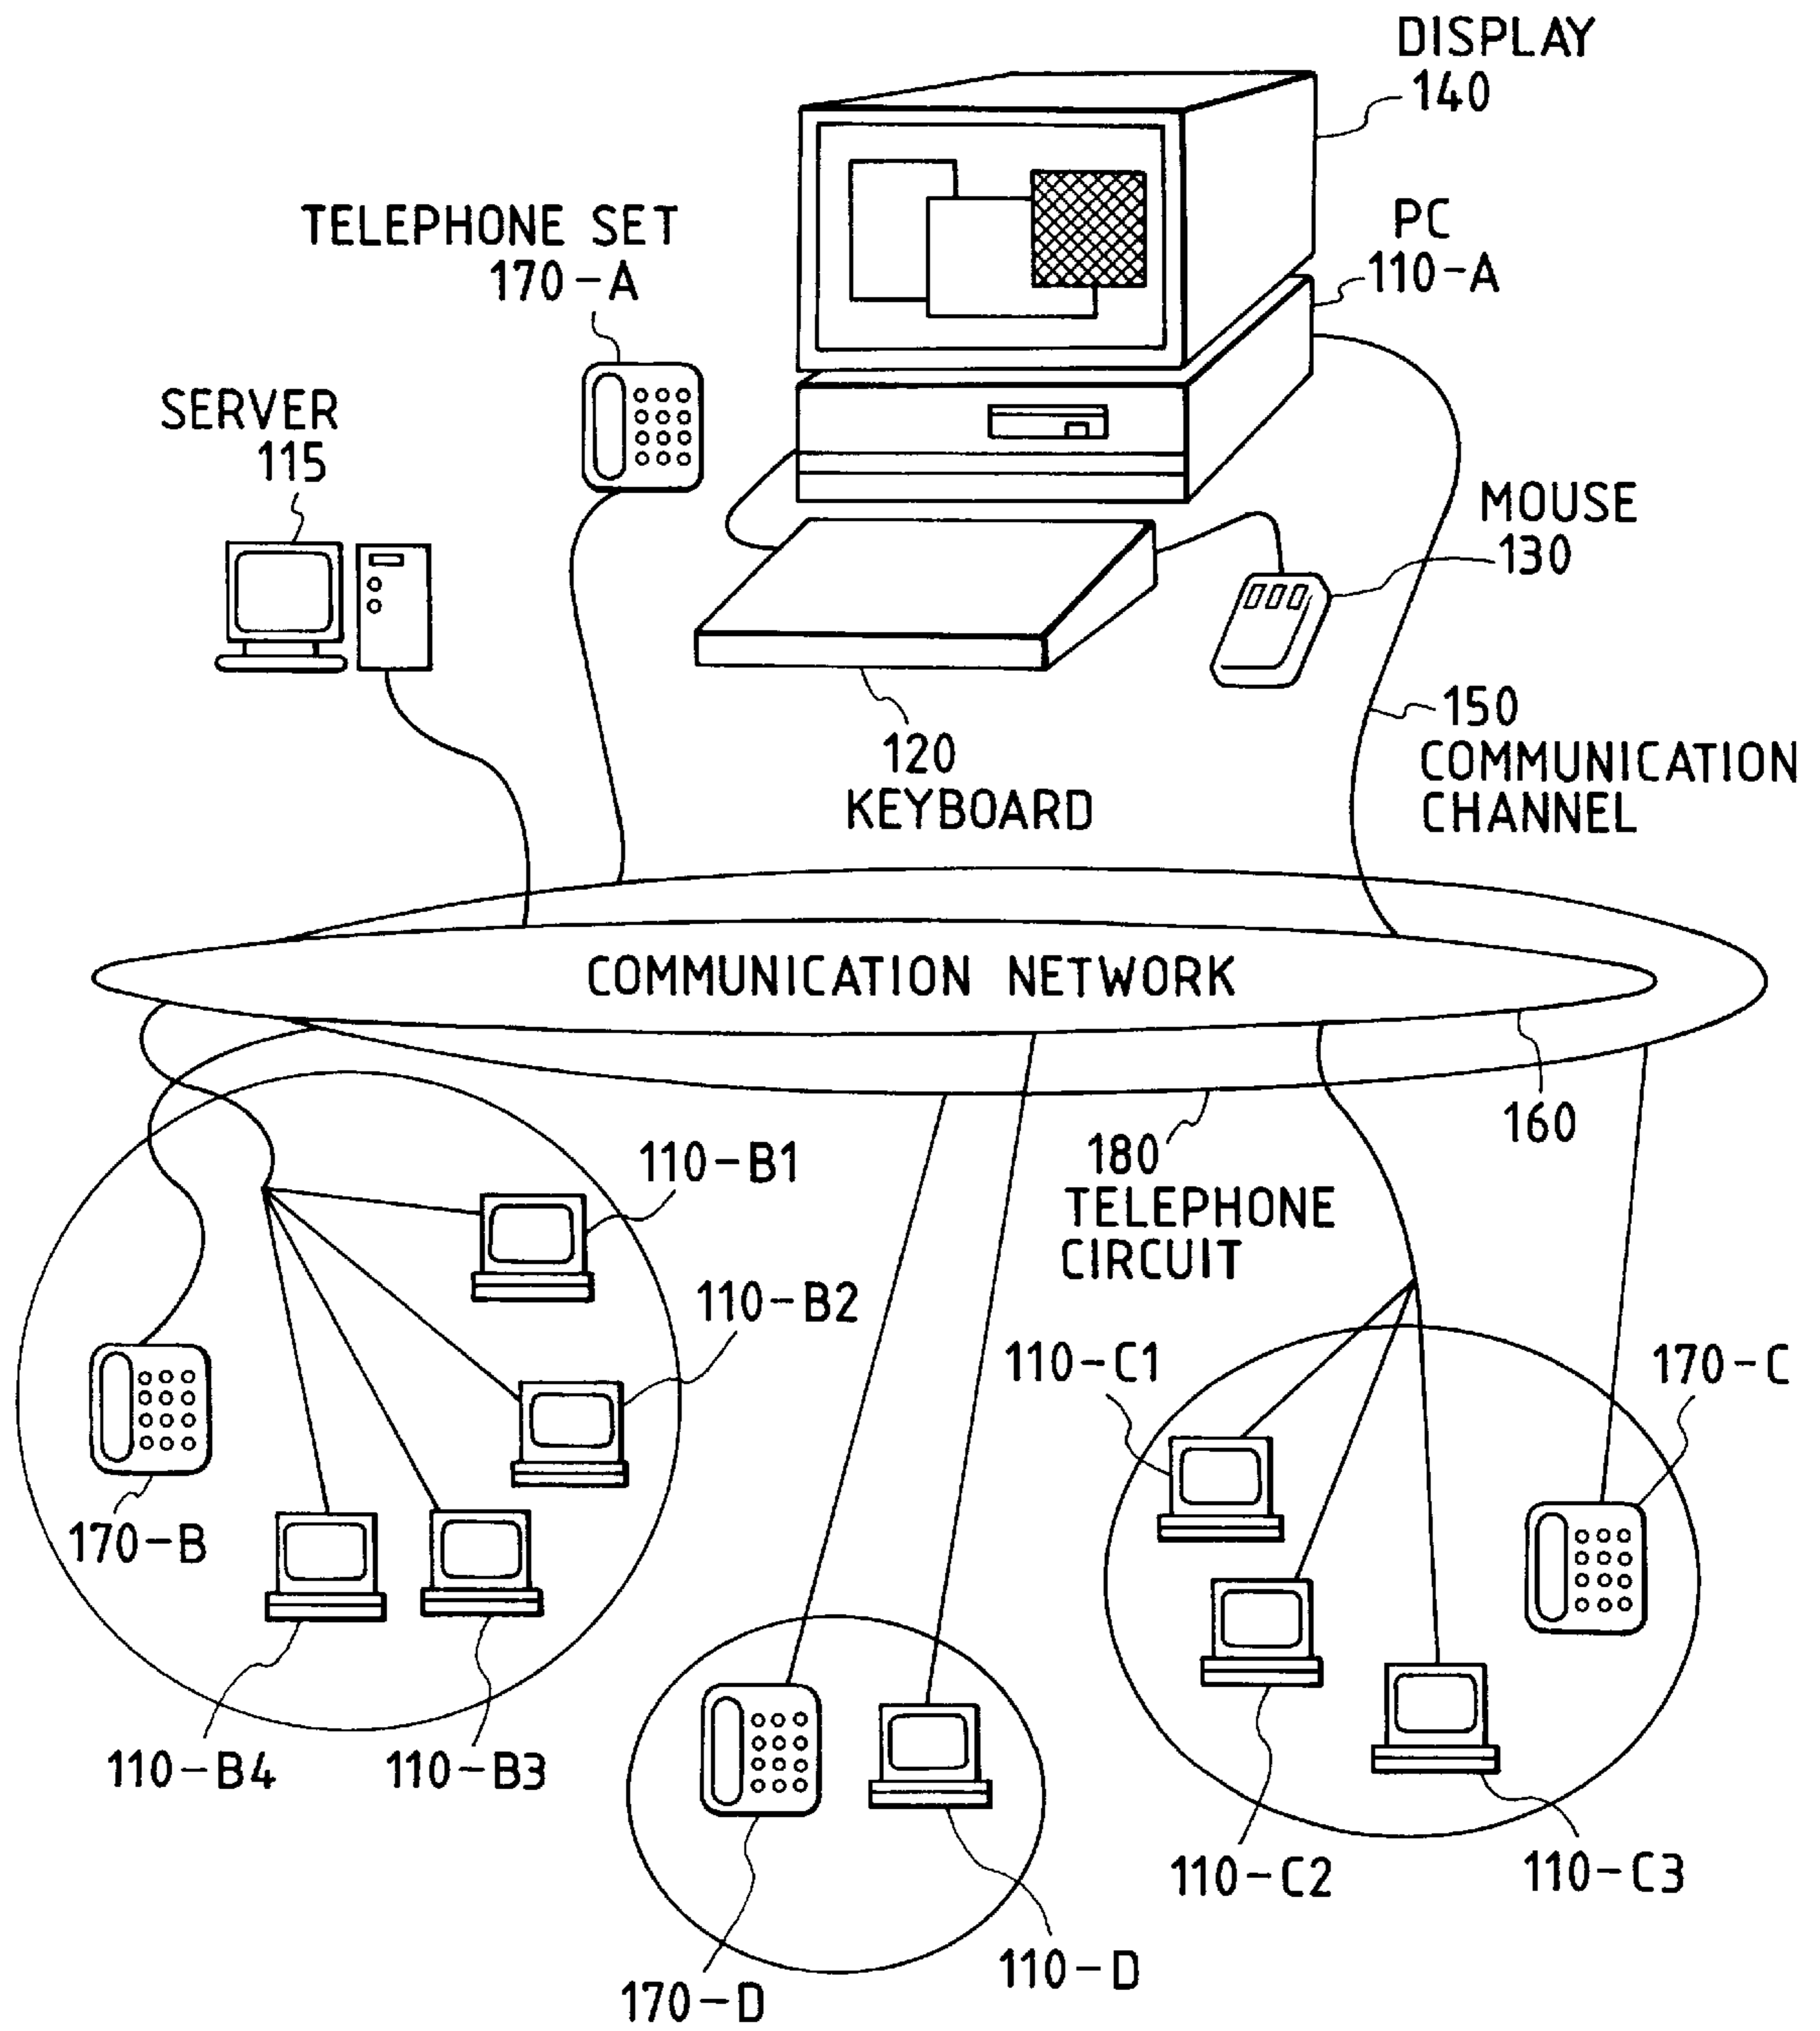 DISPLAY
140
TELEPHONE SET
170-A
PC
110-A
SERVER
115
MOUSE
130
150
COMMUNICATION
CHANNEL
120
KEYBOARD
COMMUNICATION NETWORK
160
180
TELEPHONE
CIRCUIT
110-B1
110-B2
110-C1
170-C
170-B
110-B4
110-B3
110-C2
110-C3
170-D
110-D